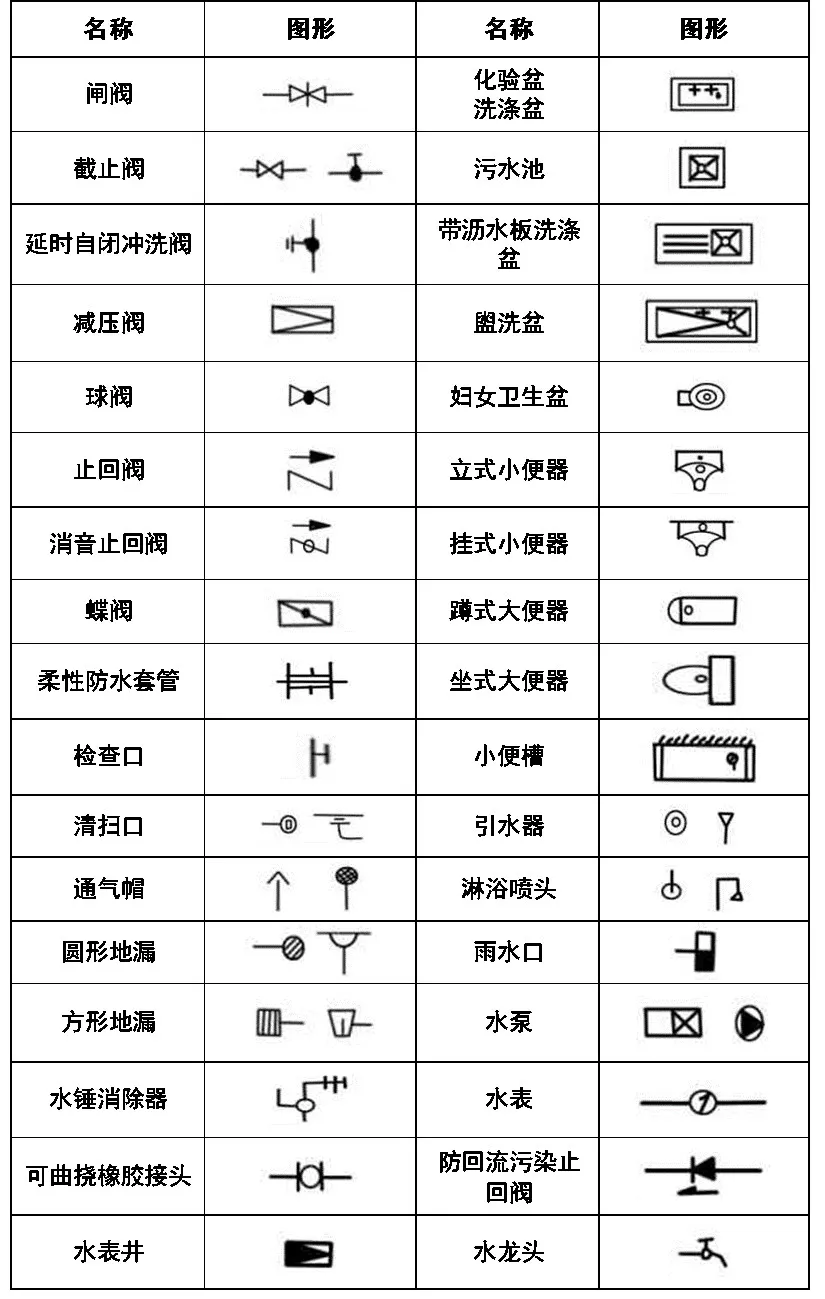 名称 图形 名称 图形
闸阀 化验盆
洗涤盆
截止阀 污水池
延时自闭冲洗阀 带沥水板洗涤
盆
减压阀 盥洗盆
球阀 妇女卫生盆
止回阀 立式小便器
消音止回阀 挂式小便器
蝶阀 蹲式大便器
柔性防水套管 坐式大便器
检查口 小便槽
清扫口 引水器
通气帽 淋浴喷头
圆形地漏 雨水口
方形地漏 水泵
水锤消除器 水表
可曲挠橡胶接头 防回流污染止
回阀
水表井 水龙头